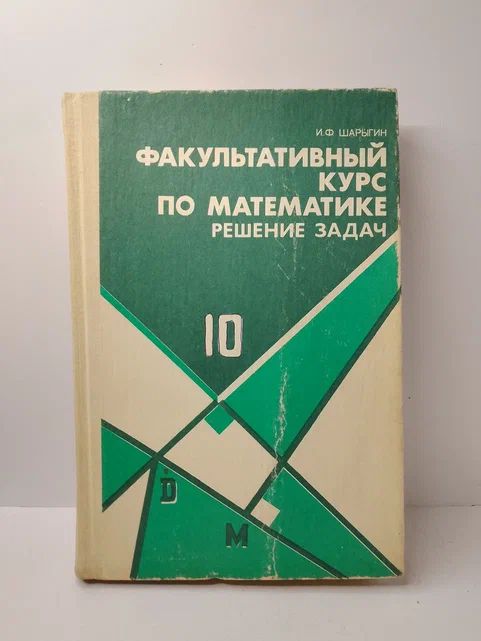 И.Ф ШАРЫГИН
ФАКУЛЬТАТИВНЫЙ
КУРС
ПО МАТЕМАТИКЕ
РЕШЕНИЕ ЗАДАЧ
10
D
M